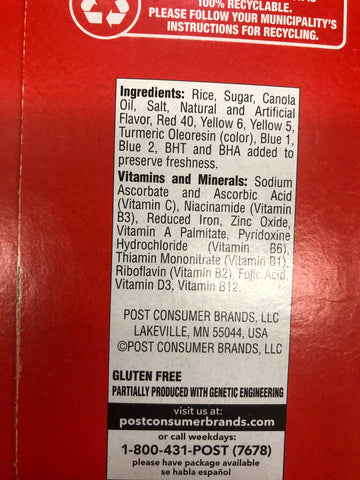 100% RECYCLABLE.
PLEASE FOLLOW YOUR MUNICIPALITY'S
INSTRUCTIONS FOR RECYCLING.
Ingredients: Rice, Sugar, Canola
Oil, Salt, Natural and Artificial
Flavor, Red 40, Yellow 6, Yellow 5,
Turmeric Oleoresin (color), Blue 1,
Blue 2, BHT and BHA added to
preserve freshness.
Vitamins and Minerals: Sodium
Ascorbate and Ascorbic Acid
(Vitamin C), Niacinamide (Vitamin
B3), Reduced Iron, Zinc Oxide,
Vitamin A Palmitate, Pyridoxine
Hydrochloride (Vitamin B6),
Thiamin Mononitrate (Vitamin B1),
Riboflavin (Vitamin B2), Folic Acid,
Vitamin D3, Vitamin B12.
POST CONSUMER BRANDS, LLC
LAKEVILLE, MN 55044, USA
©POST CONSUMER BRANDS, LLC
GLUTEN FREE
PARTIALLY PRODUCED WITH GENETIC ENGINEERING
visit us at:
postconsumerbrands.com
or call weekdays:
1-800-431-POST (7678)
please have package available
se habla español